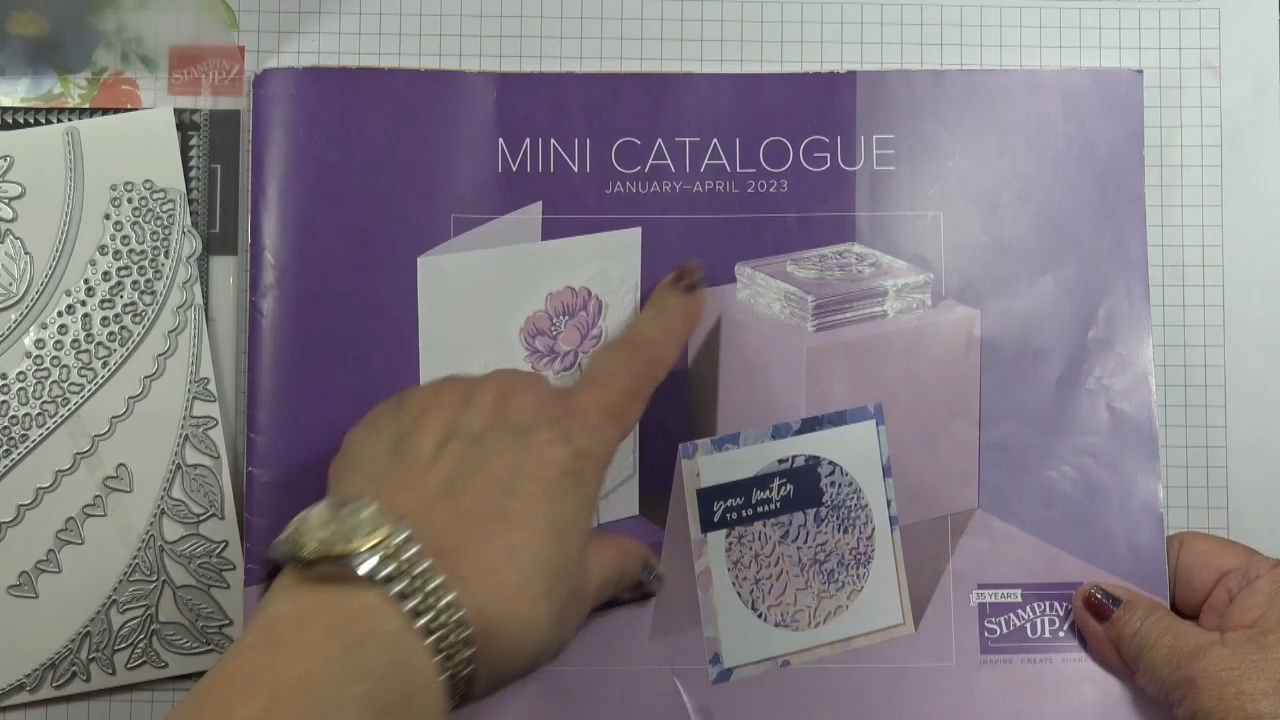 STAMPIN' UP!
MINI CATALOGUE
JANUARY–APRIL 2023
you matter
TO SO MANY
35 YEARS
STAMPIN' UP!
INSPIRE · CREATE · SHARE